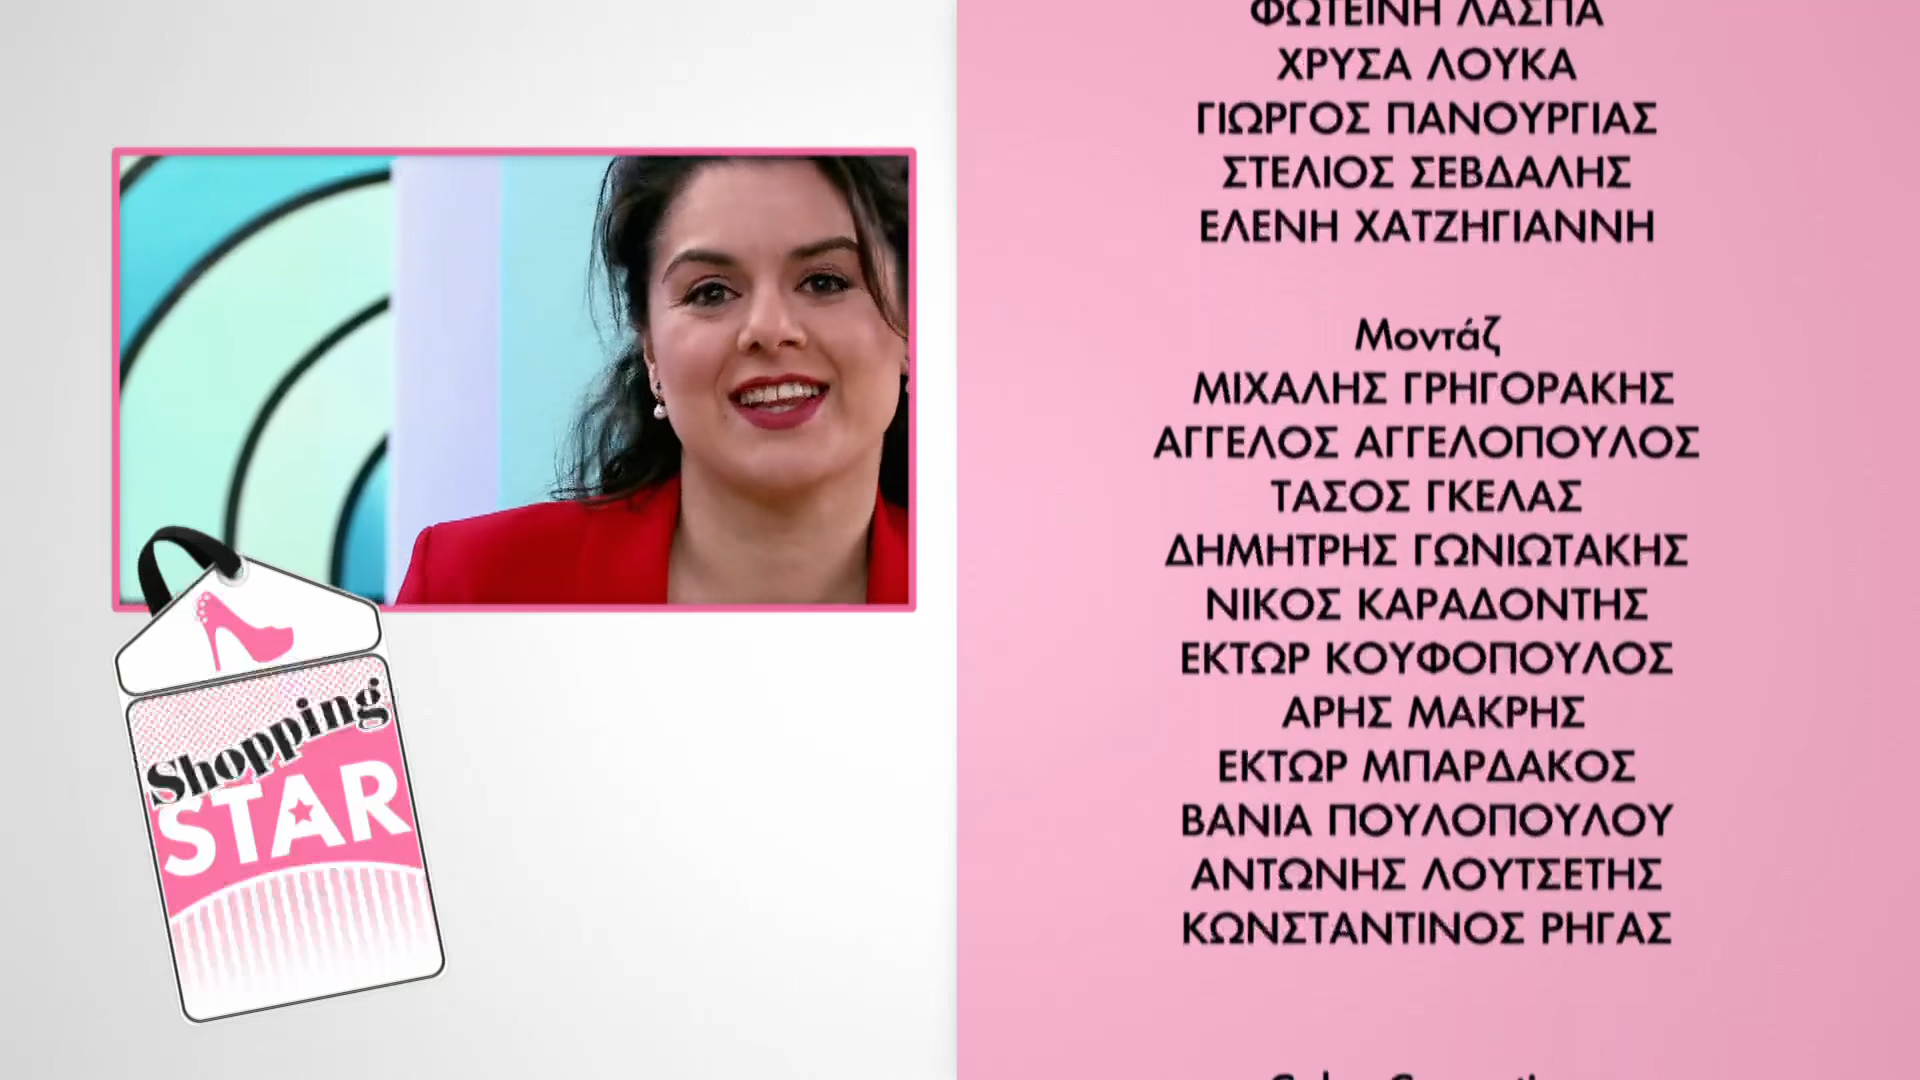 ΦΩΤΕΙΝΗ ΛΑΣΠΑ
ΧΡΥΣΑ ΛΟΥΚΑ
ΓΙΩΡΓΟΣ ΠΑΝΟΥΡΓΙΑΣ
ΣΤΕΛΙΟΣ ΣΕΒΔΑΛΗΣ
ΕΛΕΝΗ ΧΑΤΖΗΓΙΑΝΝΗ
Μοντάζ
ΜΙΧΑΛΗΣ ΓΡΗΓΟΡΑΚΗΣ
ΑΓΓΕΛΟΣ ΑΓΓΕΛΟΠΟΥΛΟΣ
ΤΑΣΟΣ ΓΚΕΛΑΣ
ΔΗΜΗΤΡΗΣ ΓΩΝΙΩΤΑΚΗΣ
ΝΙΚΟΣ ΚΑΡΑΔΟΝΤΗΣ
ΕΚΤΩΡ ΚΟΥΦΟΠΟΥΛΟΣ
ΑΡΗΣ ΜΑΚΡΗΣ
ΕΚΤΩΡ ΜΠΑΡΔΑΚΟΣ
ΒΑΝΙΑ ΠΟΥΛΟΠΟΥΛΟΥ
ΑΝΤΩΝΗΣ ΛΟΥΤΣΕΤΗΣ
ΚΩΝΣΤΑΝΤΙΝΟΣ ΡΗΓΑΣ
Shopping
STAR